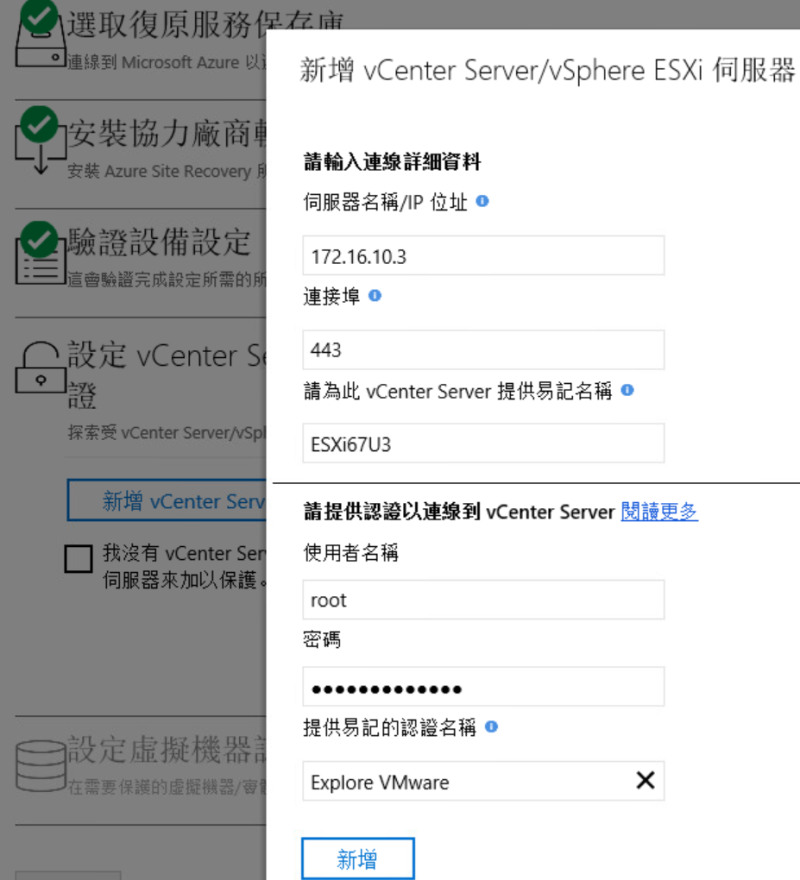 選取復原服務保存庫
連線到 Microsoft Azure 以
安裝協力廠商
安裝 Azure Site Recovery
驗證設備設定
這會驗證完成設定所需的所
設定 vCenter Se
證
探索受 vCenter Server/vSph
新增 vCenter Serv
我沒有 vCenter Ser
伺服器來加以保護。
設定虛擬機器
在需要保護的虛擬機器/實體
新增 vCenter Server/vSphere ESXi 伺服器
請輸入連線詳細資料
伺服器名稱/IP 位址
172.16.10.3
連接埠
443
請為此 vCenter Server 提供易記名稱
ESXi67U3
請提供認證以連線到 vCenter Server 閱讀更多
使用者名稱
root
密碼
•••••••••••••
提供易記的認證名稱
Explore VMware
新增